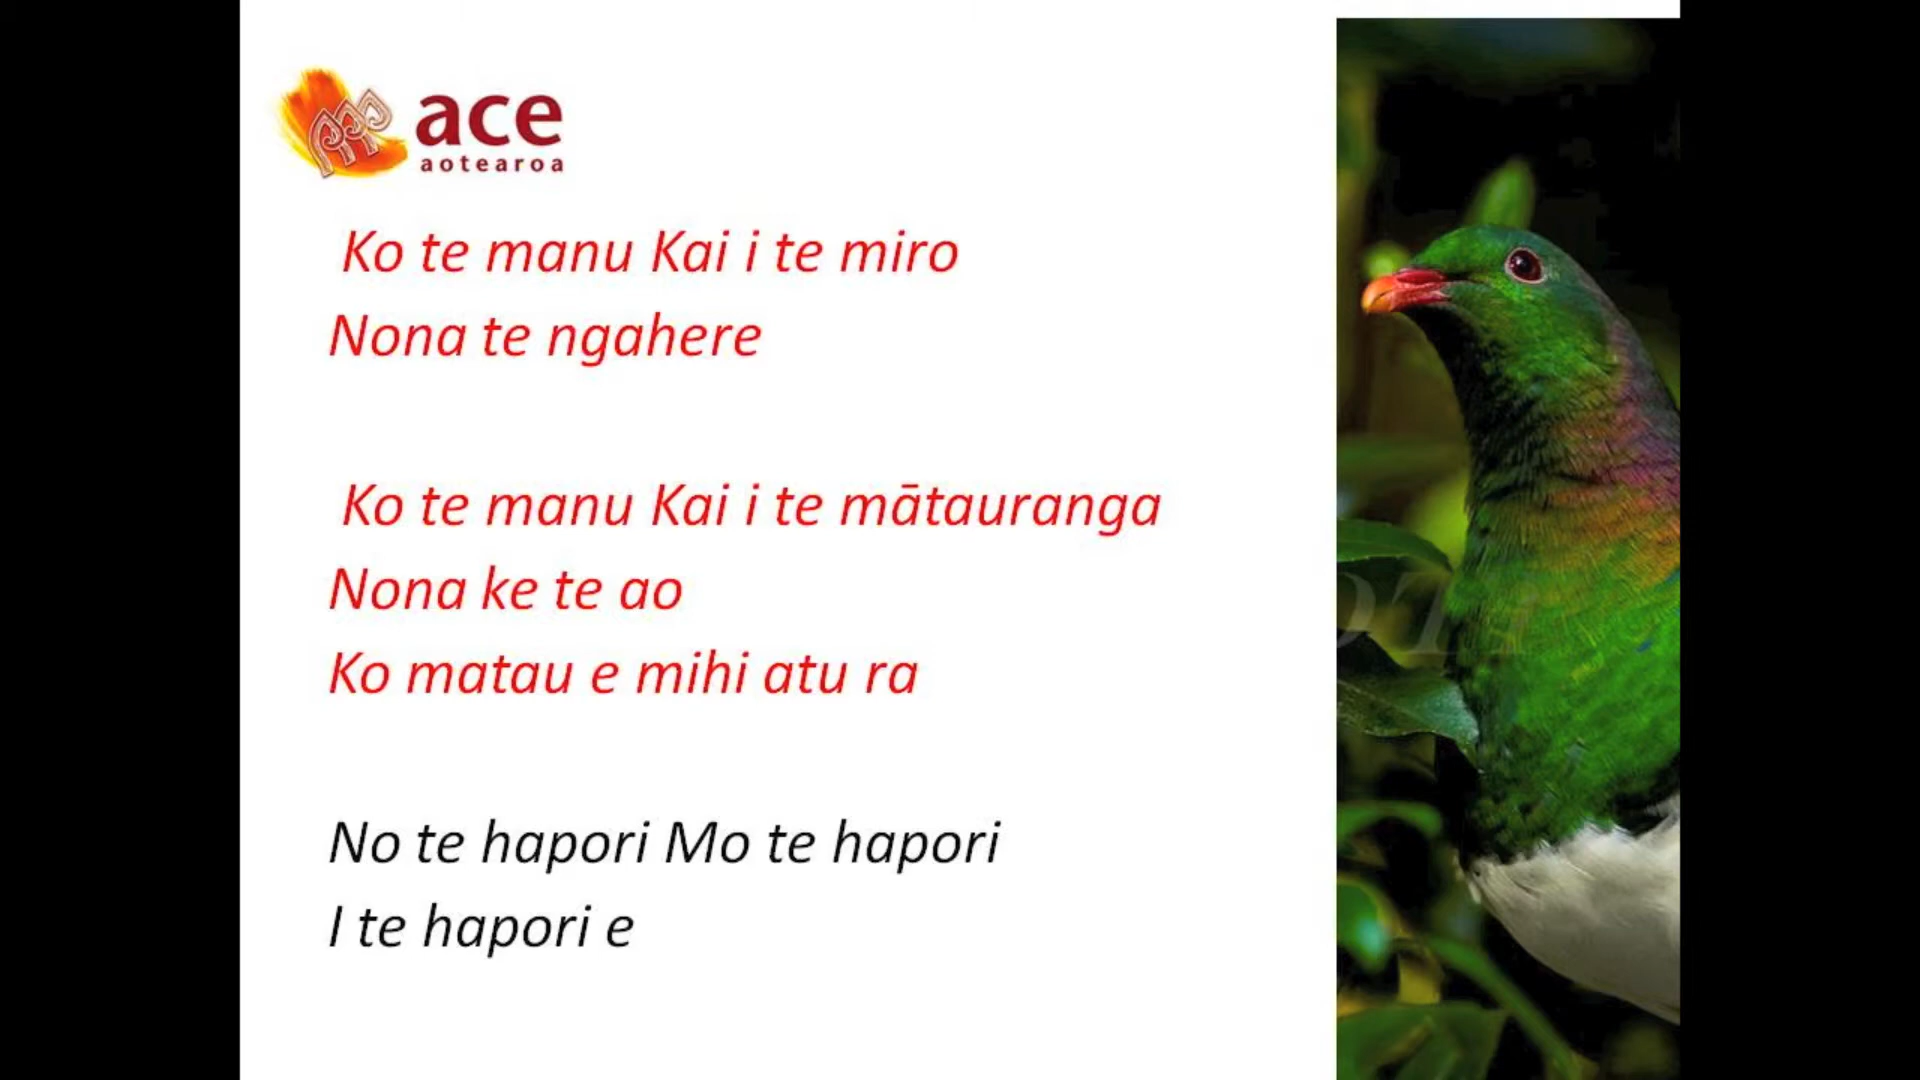 ace
aotearoa
Ko te manu Kai i te miro
Nona te ngahere
Ko te manu Kai i te mātauranga
Nona ke te ao
Ko matau e mihi atu ra
No te hapori Mo te hapori
I te hapori e